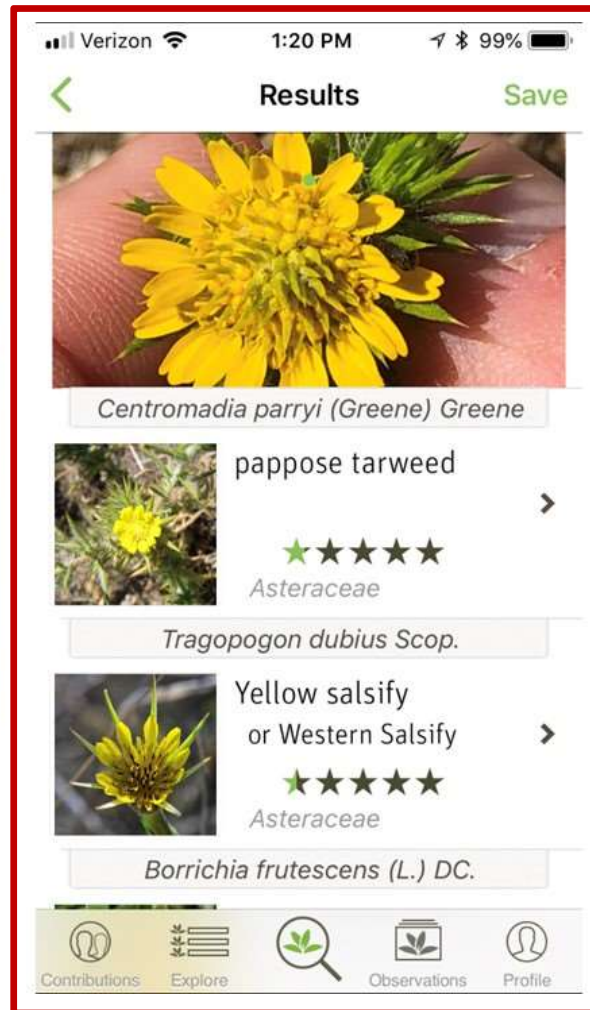 Verizon 1:20 PM 99%
Results Save
Centromadia parryi (Greene) Greene
pappose tarweed
Asteraceae
Tragopogon dubius Scop.
Yellow salsify
or Western Salsify
Asteraceae
Borrichia frutescens (L.) DC.
Contributions Explore Observations Profile